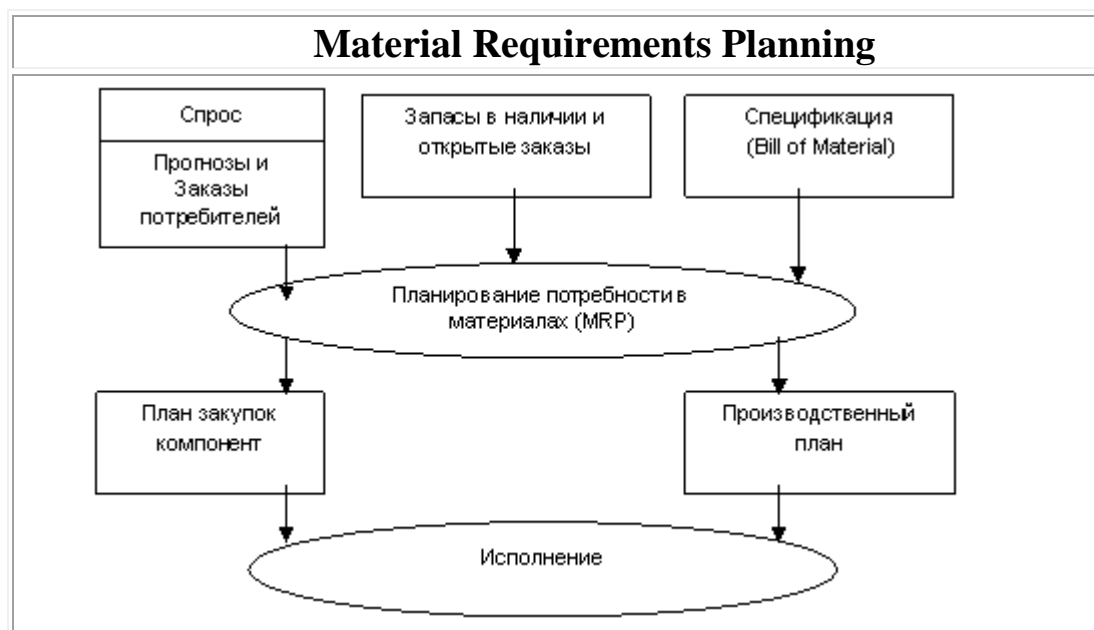 Material Requirements Planning
Спрос
Прогнозы и
Заказы
потребителей
Запасы в наличии и
открытые заказы
Спецификация
(Bill of Material)
Планирование потребности в
материалах (MRP)
План закупок
компонент
Производственный
план
Исполнение